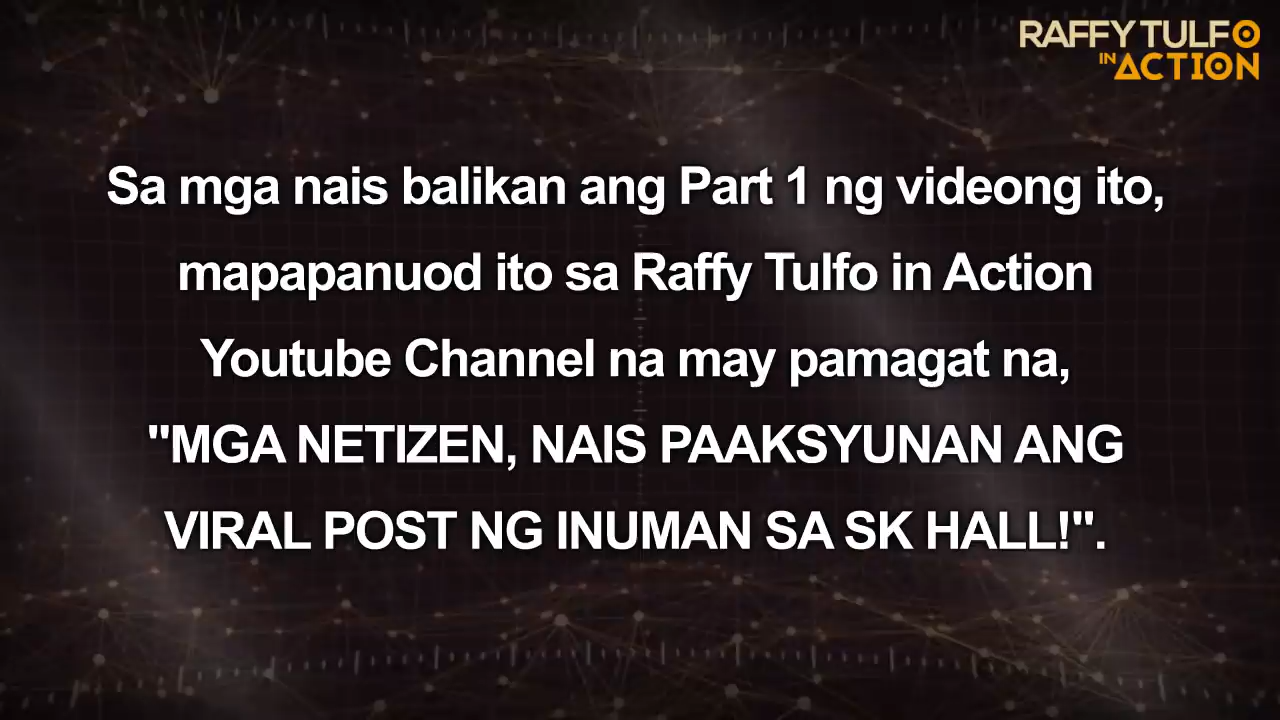 RAFFY TULFO
IN ACTION
Sa mga nais balikan ang Part 1 ng videong ito,
mapapanuod ito sa Raffy Tulfo in Action
Youtube Channel na may pamagat na,
"MGA NETIZEN, NAIS PAAKSYUNAN ANG
VIRAL POST NG INUMAN SA SK HALL!".